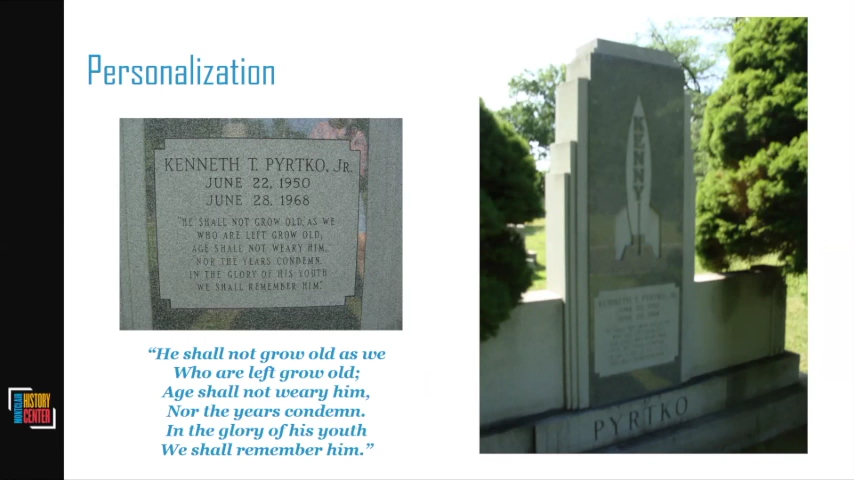 Personalization
KENNETH T. PYRTKO, JR.
JUNE 22, 1950
JUNE 28, 1968
"HE SHALL NOT GROW OLD, AS WE
WHO ARE LEFT GROW OLD;
AGE SHALL NOT WEARY HIM,
NOR THE YEARS CONDEMN.
IN THE GLORY OF HIS YOUTH
WE SHALL REMEMBER HIM."
“He shall not grow old as we
Who are left grow old;
Age shall not weary him,
Nor the years condemn.
In the glory of his youth
We shall remember him.”
KENNY
KENNETH T. PYRTKO, JR.
PYRTKO
MONTCLAIR
HISTORY
CENTER